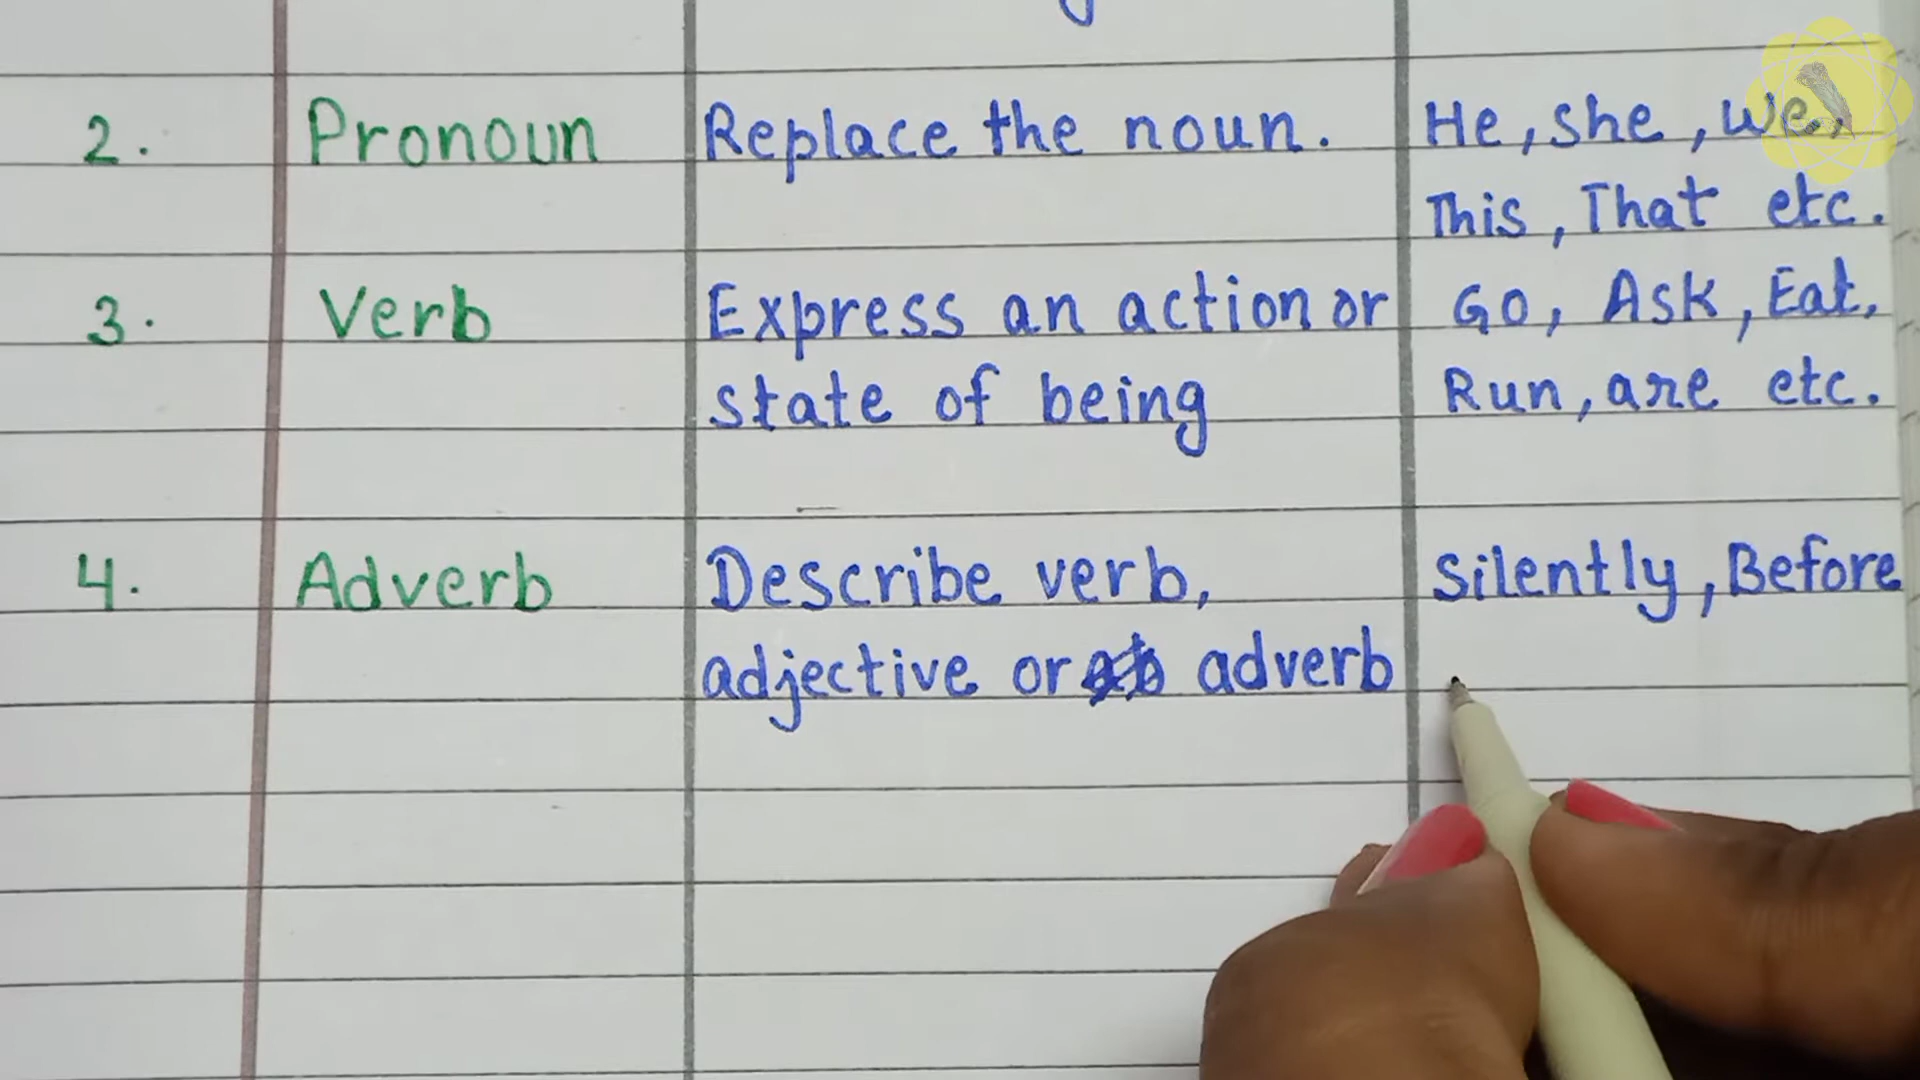 2. Pronoun Replace the noun. He, she, we,
This, That etc.
3. Verb Express an action or Go, Ask, Eat,
state of being Run, are etc.
4. Adverb Describe verb, Silently, Before
adjective or adverb